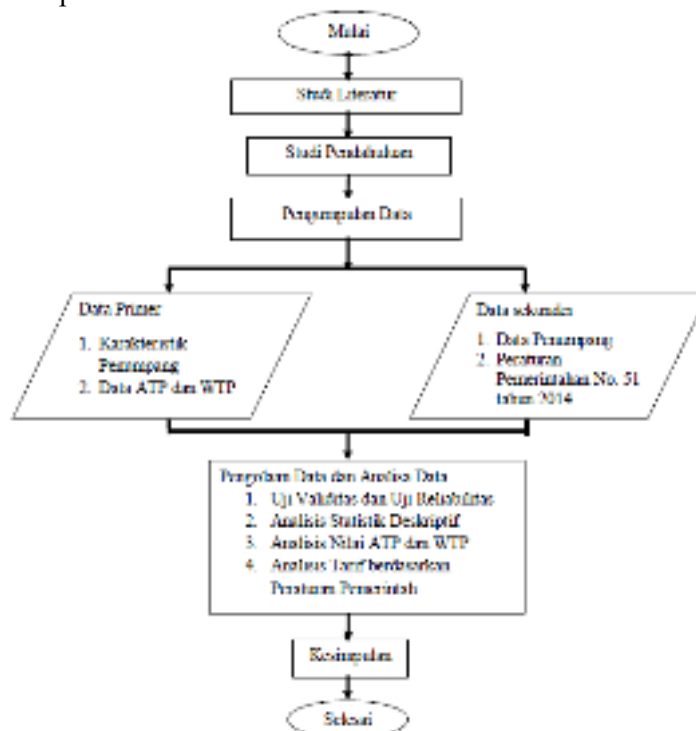 Mulai
Studi Literatur
Studi Pendahuluan
Pengumpulan Data
Data Primer
1. Karakteristik
Penumpang
2. Data ATP dan WTP
Data sekunder
1. Data Penumpang
2. Peraturan
Pemerintahan No. 51
tahun 2014
Pengolaan Data dan Analisa Data
1. Uji Validitas dan Uji Reliabilitas
2. Analisis Statistik Deskriptif
3. Analisis Nilai ATP dan WTP
4. Analisis Tarif berdasarkan
Peraturan Pemerintah
Kesimpulan
Selesai